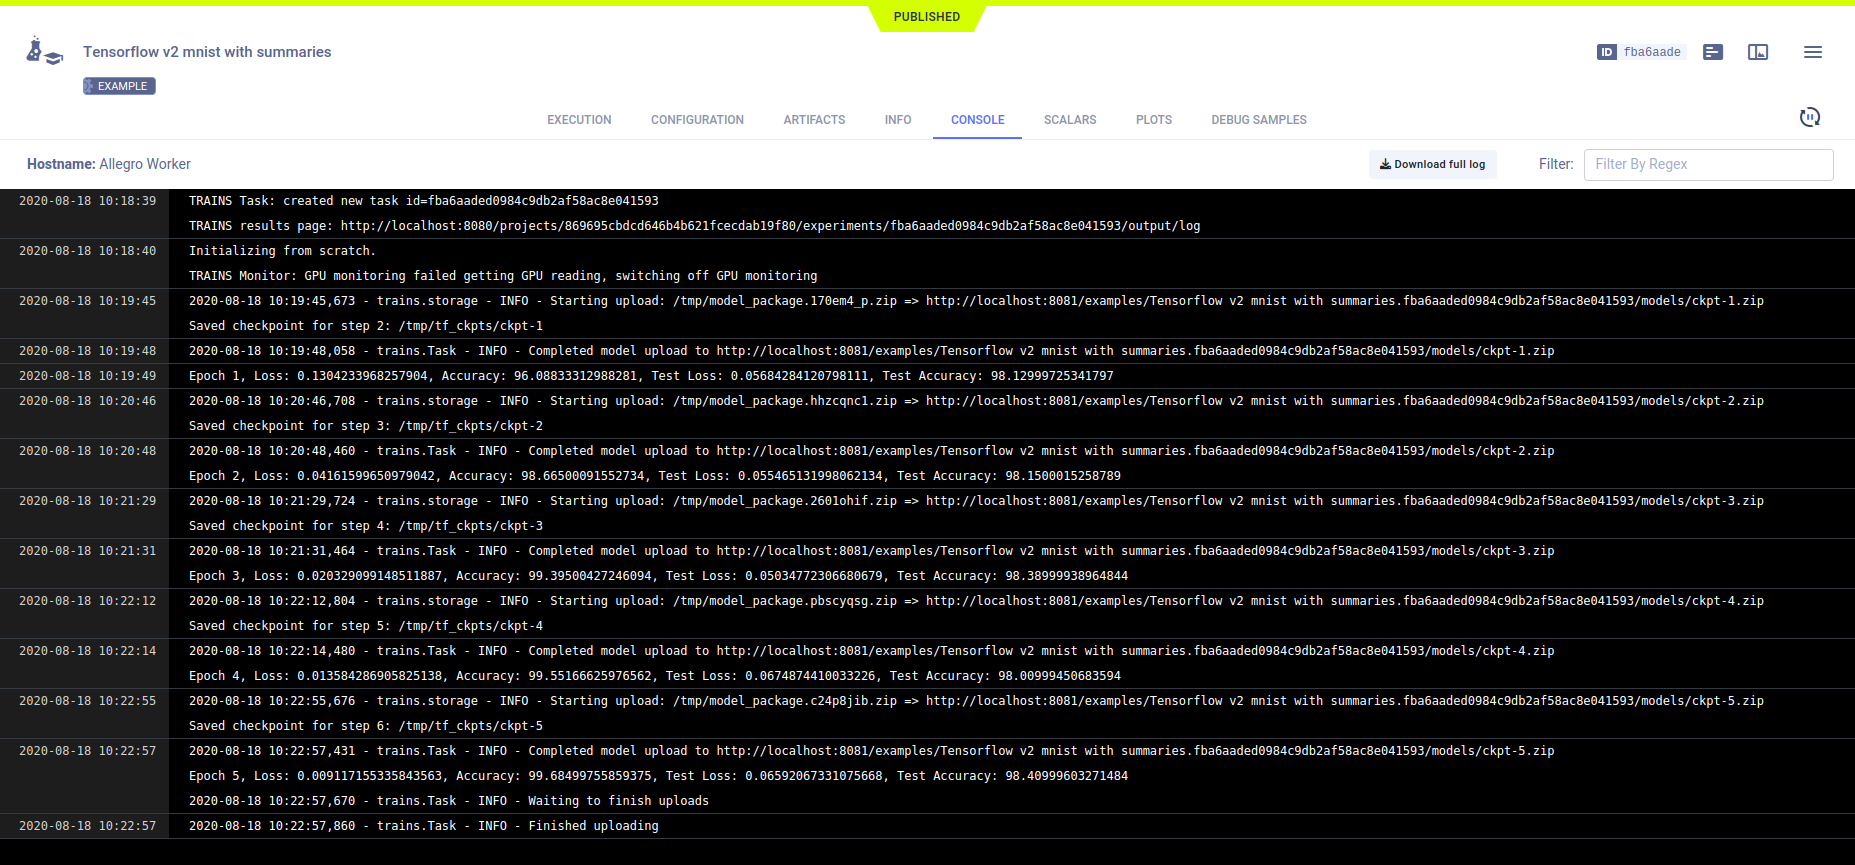 PUBLISHED
Tensorflow v2 mnist with summaries
ID fba6aade
EXAMPLE
EXECUTION CONFIGURATION ARTIFACTS INFO CONSOLE SCALARS PLOTS DEBUG SAMPLES
Hostname: Allegro Worker Download full log Filter: Filter By Regex
2020-08-18 10:18:39 TRAINS Task: created new task id=fba6aaded0984c9db2af58ac8e041593
TRAINS results page: http://localhost:8080/projects/869695cbdcd646b4b621fcecdab19f80/experiments/fba6aaded0984c9db2af58ac8e041593/output/log
2020-08-18 10:18:40 Initializing from scratch.
TRAINS Monitor: GPU monitoring failed getting GPU reading, switching off GPU monitoring
2020-08-18 10:19:45 2020-08-18 10:19:45,673 - trains.storage - INFO - Starting upload: /tmp/model_package.170em4_p.zip => http://localhost:8081/examples/Tensorflow v2 mnist with summaries.fba6aaded0984c9db2af58ac8e041593/models/ckpt-1.zip
Saved checkpoint for step 2: /tmp/tf_ckpts/ckpt-1
2020-08-18 10:19:48 2020-08-18 10:19:48,058 - trains.Task - INFO - Completed model upload to http://localhost:8081/examples/Tensorflow v2 mnist with summaries.fba6aaded0984c9db2af58ac8e041593/models/ckpt-1.zip
2020-08-18 10:19:49 Epoch 1, Loss: 0.1304233968257904, Accuracy: 96.08833312988281, Test Loss: 0.05684284120798111, Test Accuracy: 98.12999725341797
2020-08-18 10:20:46 2020-08-18 10:20:46,708 - trains.storage - INFO - Starting upload: /tmp/model_package.hhzcqnc1.zip => http://localhost:8081/examples/Tensorflow v2 mnist with summaries.fba6aaded0984c9db2af58ac8e041593/models/ckpt-2.zip
Saved checkpoint for step 3: /tmp/tf_ckpts/ckpt-2
2020-08-18 10:20:48 2020-08-18 10:20:48,460 - trains.Task - INFO - Completed model upload to http://localhost:8081/examples/Tensorflow v2 mnist with summaries.fba6aaded0984c9db2af58ac8e041593/models/ckpt-2.zip
Epoch 2, Loss: 0.04161599650979042, Accuracy: 98.66500091552734, Test Loss: 0.055465131998062134, Test Accuracy: 98.1500015258789
2020-08-18 10:21:29 2020-08-18 10:21:29,724 - trains.storage - INFO - Starting upload: /tmp/model_package.2601ohif.zip => http://localhost:8081/examples/Tensorflow v2 mnist with summaries.fba6aaded0984c9db2af58ac8e041593/models/ckpt-3.zip
Saved checkpoint for step 4: /tmp/tf_ckpts/ckpt-3
2020-08-18 10:21:31 2020-08-18 10:21:31,464 - trains.Task - INFO - Completed model upload to http://localhost:8081/examples/Tensorflow v2 mnist with summaries.fba6aaded0984c9db2af58ac8e041593/models/ckpt-3.zip
Epoch 3, Loss: 0.020329099148511887, Accuracy: 99.39500427246094, Test Loss: 0.05034772306680679, Test Accuracy: 98.38999938964844
2020-08-18 10:22:12 2020-08-18 10:22:12,804 - trains.storage - INFO - Starting upload: /tmp/model_package.pbscyqsg.zip => http://localhost:8081/examples/Tensorflow v2 mnist with summaries.fba6aaded0984c9db2af58ac8e041593/models/ckpt-4.zip
Saved checkpoint for step 5: /tmp/tf_ckpts/ckpt-4
2020-08-18 10:22:14 2020-08-18 10:22:14,480 - trains.Task - INFO - Completed model upload to http://localhost:8081/examples/Tensorflow v2 mnist with summaries.fba6aaded0984c9db2af58ac8e041593/models/ckpt-4.zip
Epoch 4, Loss: 0.013584286905825138, Accuracy: 99.55166625976562, Test Loss: 0.0674874410033226, Test Accuracy: 98.00999450683594
2020-08-18 10:22:55 2020-08-18 10:22:55,676 - trains.storage - INFO - Starting upload: /tmp/model_package.c24p8jib.zip => http://localhost:8081/examples/Tensorflow v2 mnist with summaries.fba6aaded0984c9db2af58ac8e041593/models/ckpt-5.zip
Saved checkpoint for step 6: /tmp/tf_ckpts/ckpt-5
2020-08-18 10:22:57 2020-08-18 10:22:57,431 - trains.Task - INFO - Completed model upload to http://localhost:8081/examples/Tensorflow v2 mnist with summaries.fba6aaded0984c9db2af58ac8e041593/models/ckpt-5.zip
Epoch 5, Loss: 0.009117155335843563, Accuracy: 99.68499755859375, Test Loss: 0.06592067331075668, Test Accuracy: 98.40999603271484
2020-08-18 10:22:57,670 - trains.Task - INFO - Waiting to finish uploads
2020-08-18 10:22:57 2020-08-18 10:22:57,860 - trains.Task - INFO - Finished uploading